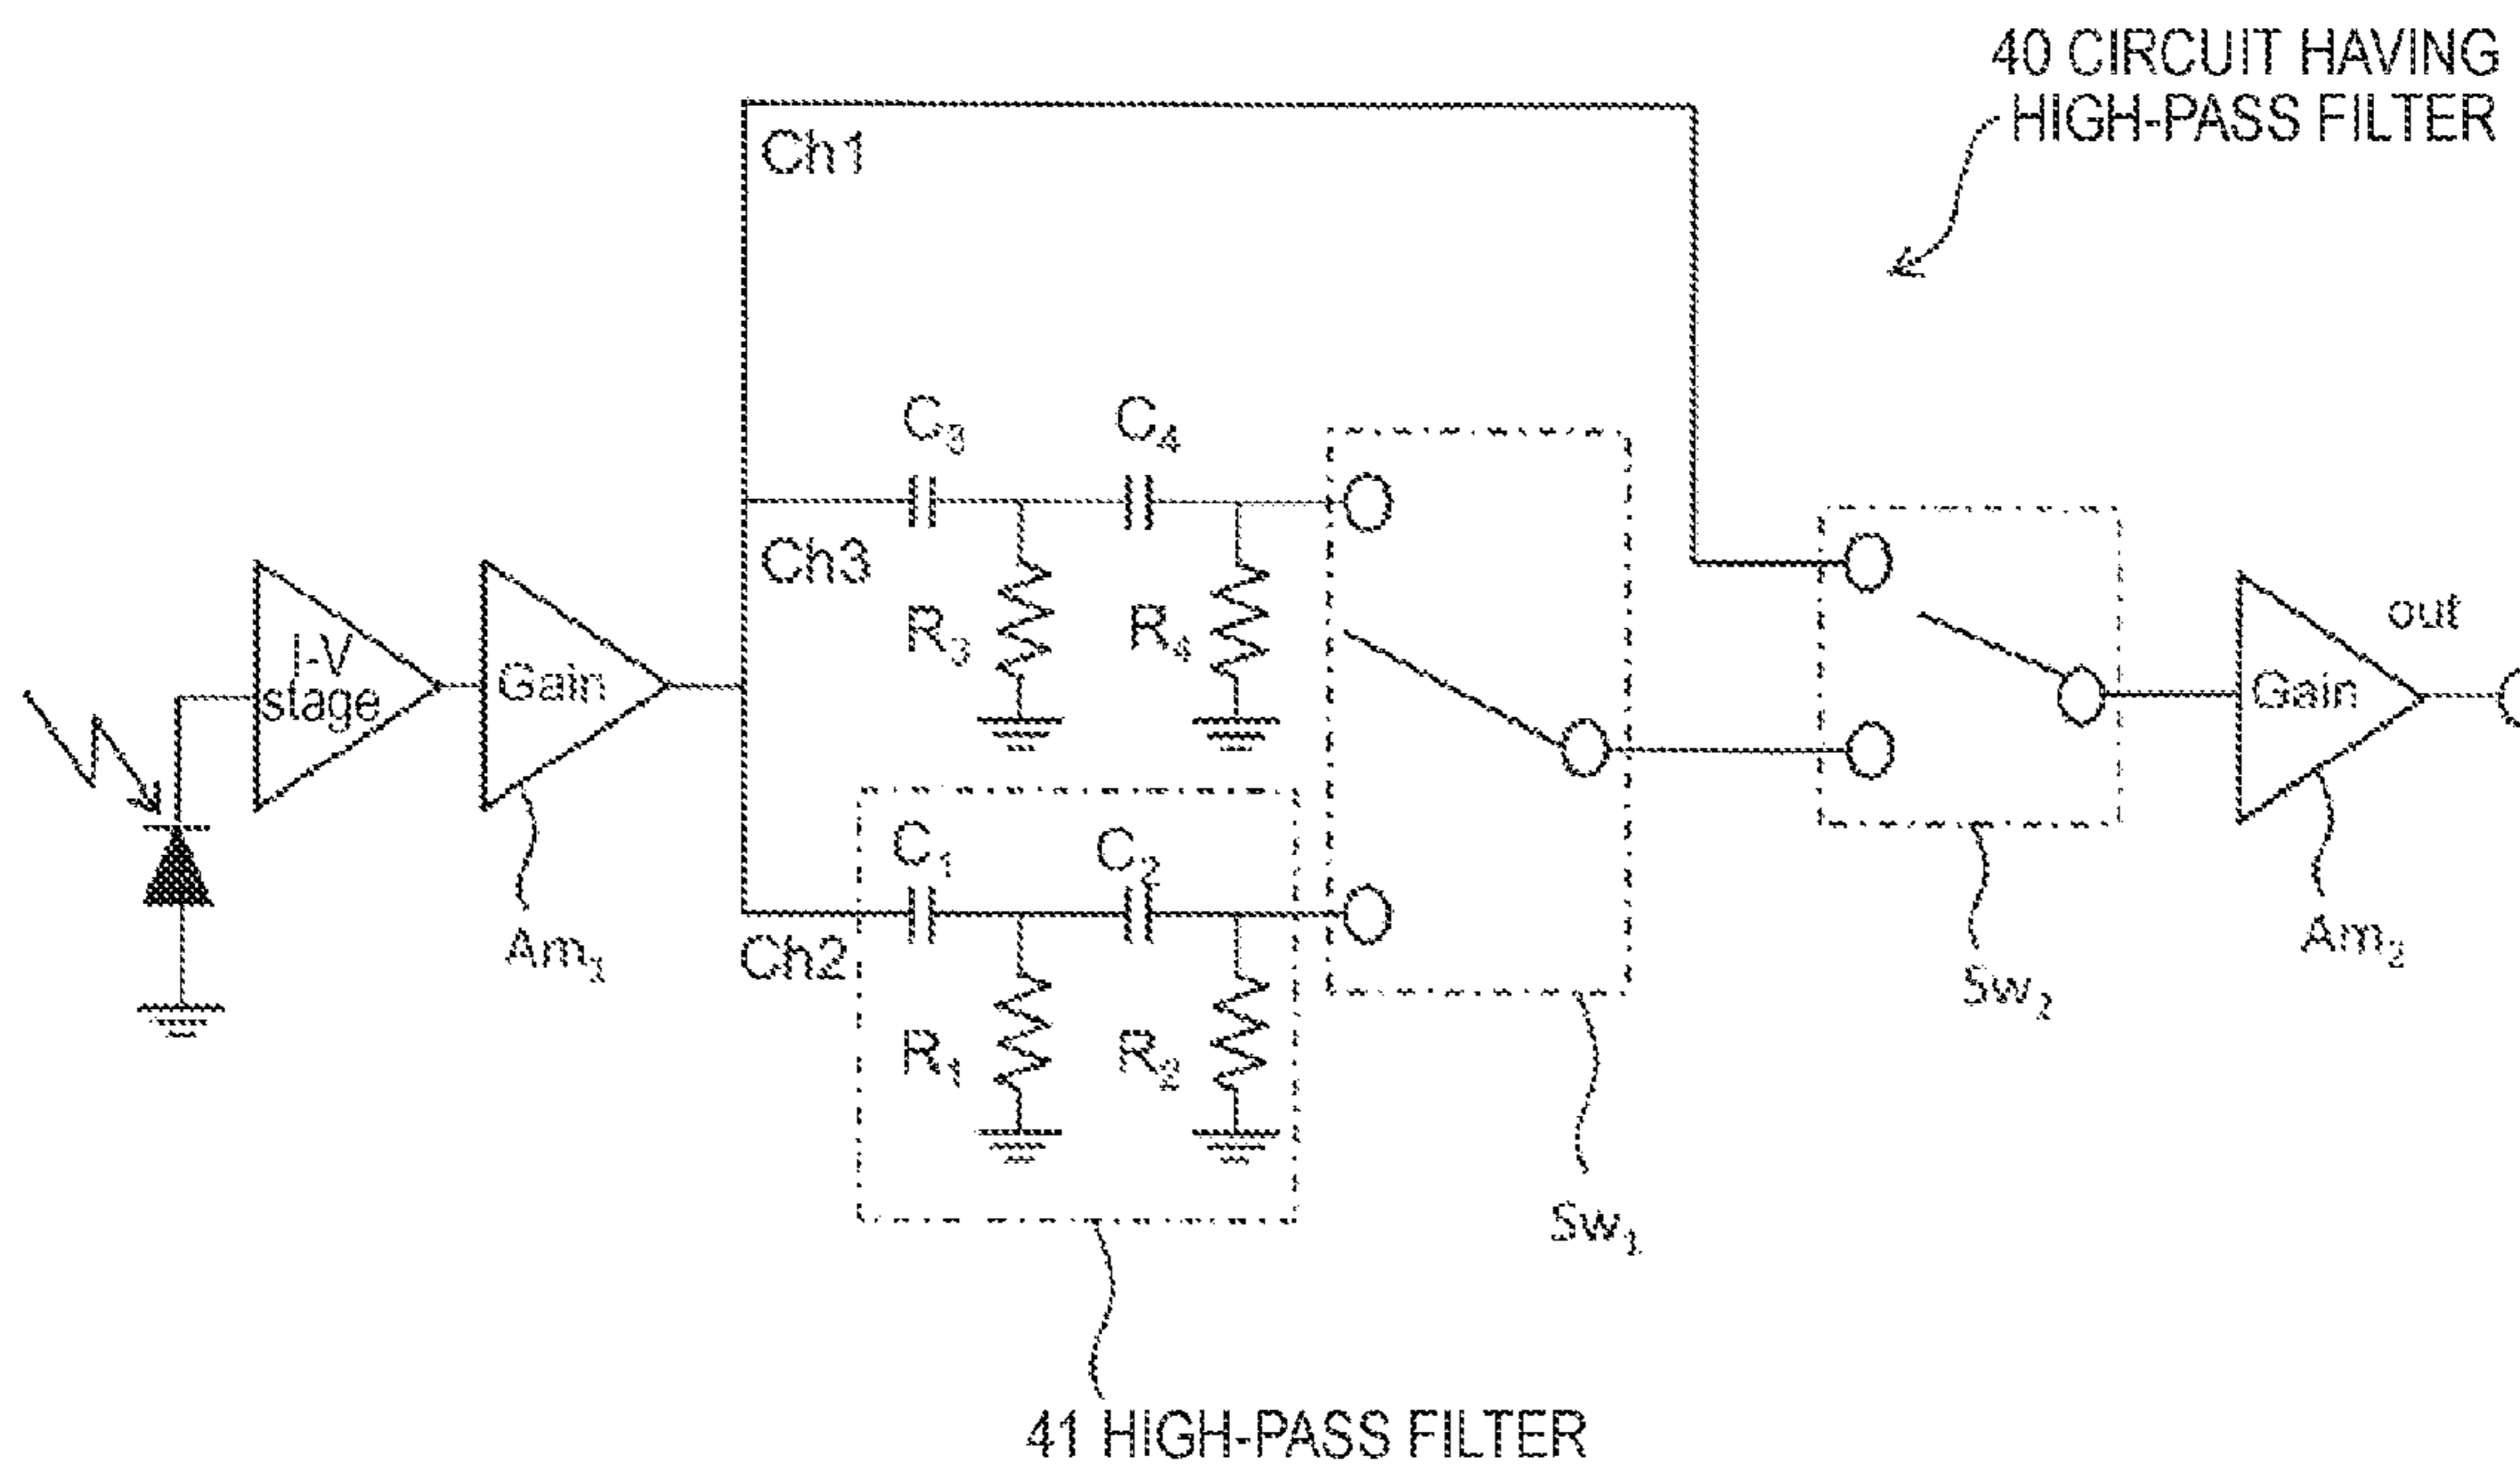 40 CIRCUIT HAVING
HIGH-PASS FILTER
Ch1
C3
C4
Ch3
R3
R4
I-V
stage
Gain
out
Gain
C1
C2
Ch2
Am1
Am2
Sw2
R1
R2
Sw1
41 HIGH-PASS FILTER